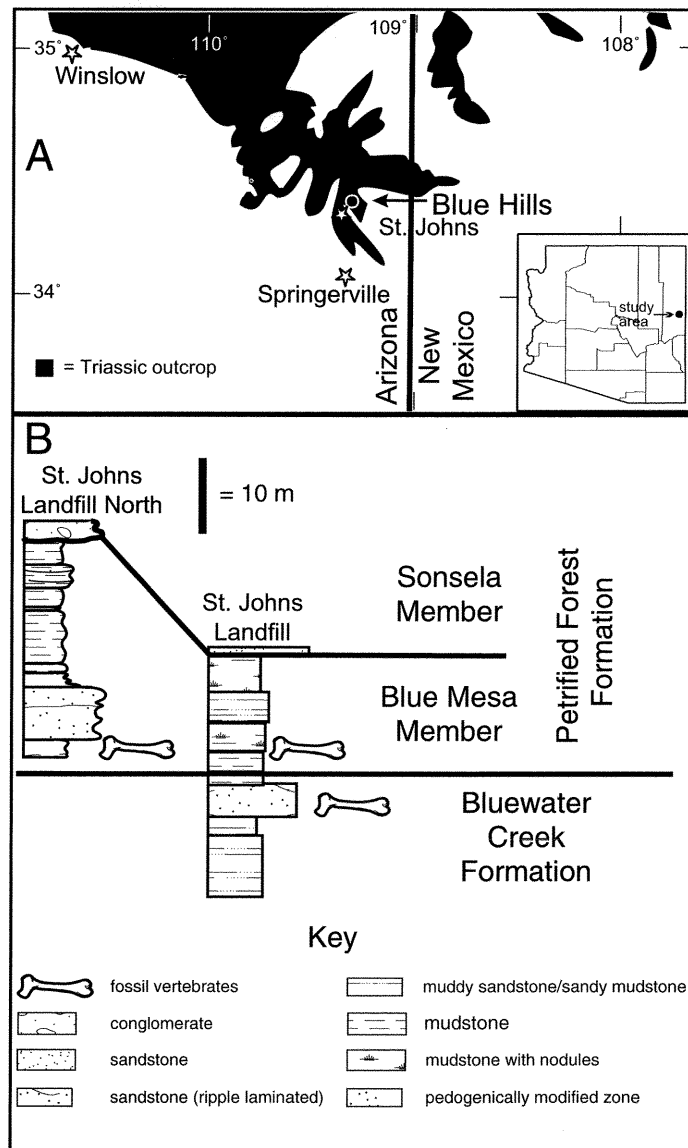 35°
110°
109°
108°
Winslow
A
Blue Hills
St. Johns
34°
Springerville
Arizona
New
Mexico
study
area
■ = Triassic outcrop
B
St. Johns
Landfill North
= 10 m
St. Johns
Landfill
Sonsela
Member
Blue Mesa
Member
Petrified Forest
Formation
Bluewater
Creek
Formation
Key
fossil vertebrates
muddy sandstone/sandy mudstone
conglomerate
mudstone
sandstone
mudstone with nodules
sandstone (ripple laminated)
pedogenically modified zone